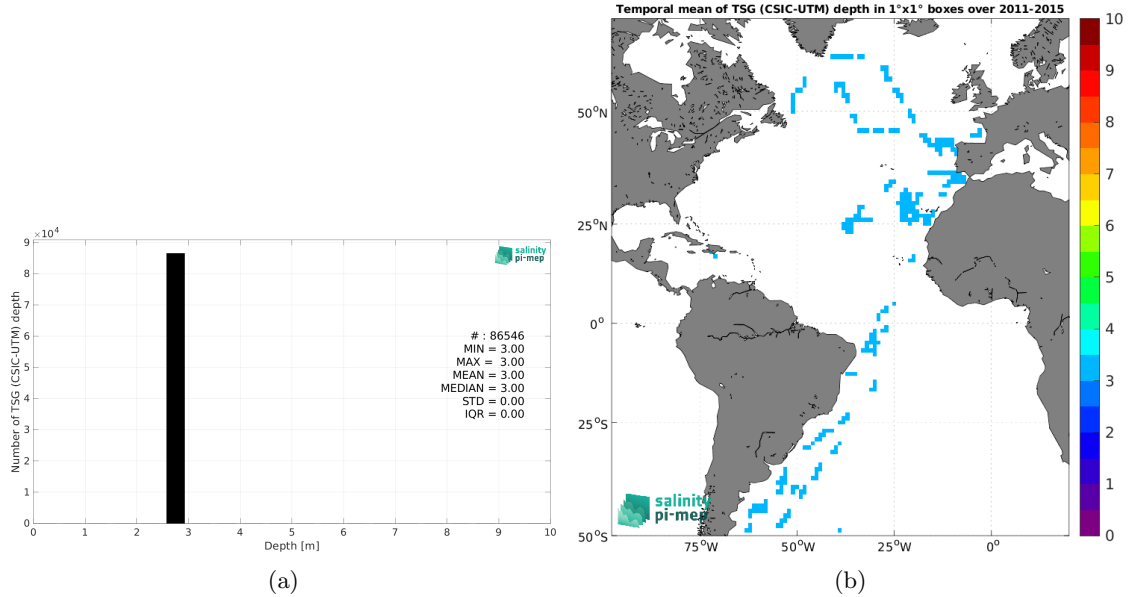 Temporal mean of TSG (CSIC-UTM) depth in 1°x1° boxes over 2011-2015
×10⁴
9
8
7
6
5
4
3
2
1
0
Number of TSG (CSIC-UTM) depth
salinity
pi-mep
# : 86546
MIN = 3.00
MAX = 3.00
MEAN = 3.00
MEDIAN = 3.00
STD = 0.00
IQR = 0.00
0 1 2 3 4 5 6 7 8 9 10
Depth [m]
(a)
50°N
25°N
0°
25°S
50°S
75°W 50°W 25°W 0°
salinity
pi-mep
10
9
8
7
6
5
4
3
2
1
0
(b)